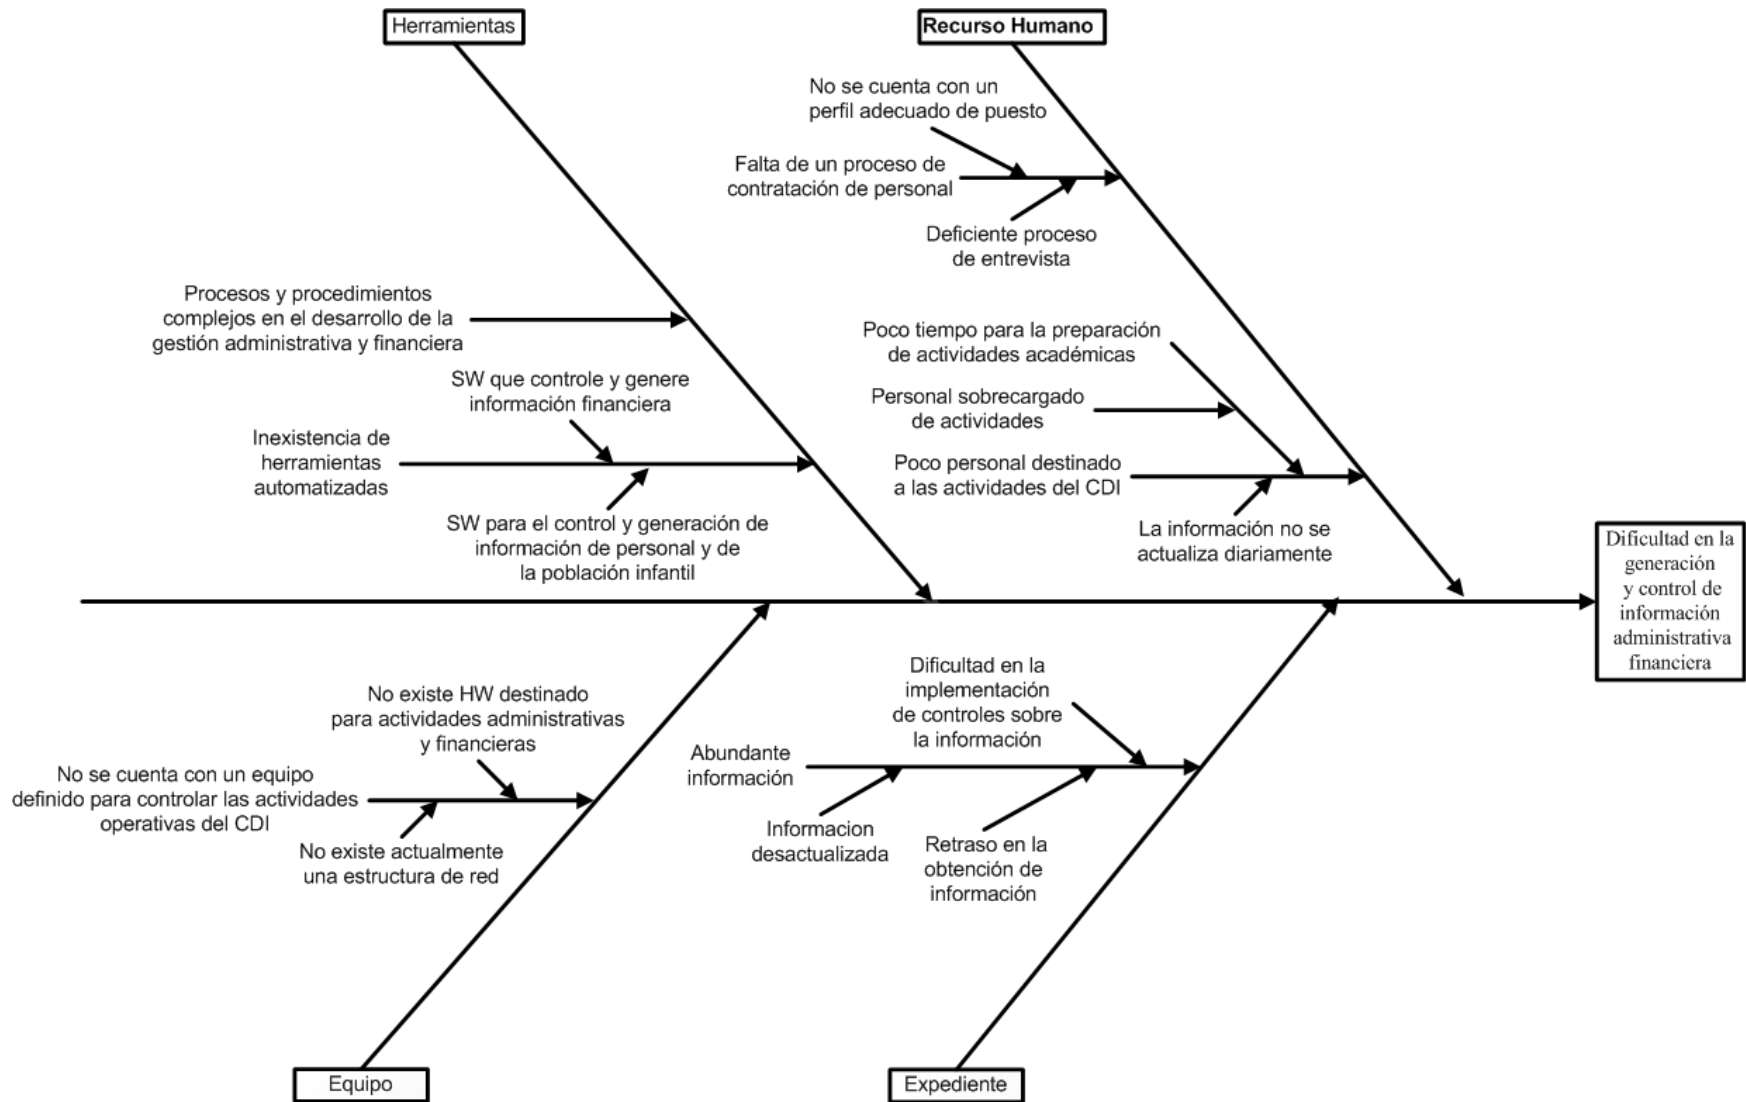 Herramientas
Recurso Humano
No se cuenta con un
perfil adecuado de puesto
Falta de un proceso de
contratación de personal
Deficiente proceso
de entrevista
Procesos y procedimientos
complejos en el desarrollo de la
gestión administrativa y financiera
SW que controle y genere
información financiera
Inexistencia de
herramientas
automatizadas
SW para el control y generación de
información de personal y de
la población infantil
Poco tiempo para la preparación
de actividades académicas
Personal sobrecargado
de actividades
Poco personal destinado
a las actividades del CDI
La información no se
actualiza diariamente
Dificultad en la
generación
y control de
información
administrativa
financiera
No existe HW destinado
para actividades administrativas
y financieras
No se cuenta con un equipo
definido para controlar las actividades
operativas del CDI
No existe actualmente
una estructura de red
Dificultad en la
implementación
de controles sobre
la información
Abundante
información
Informacion
desactualizada
Retraso en la
obtención de
información
Equipo
Expediente